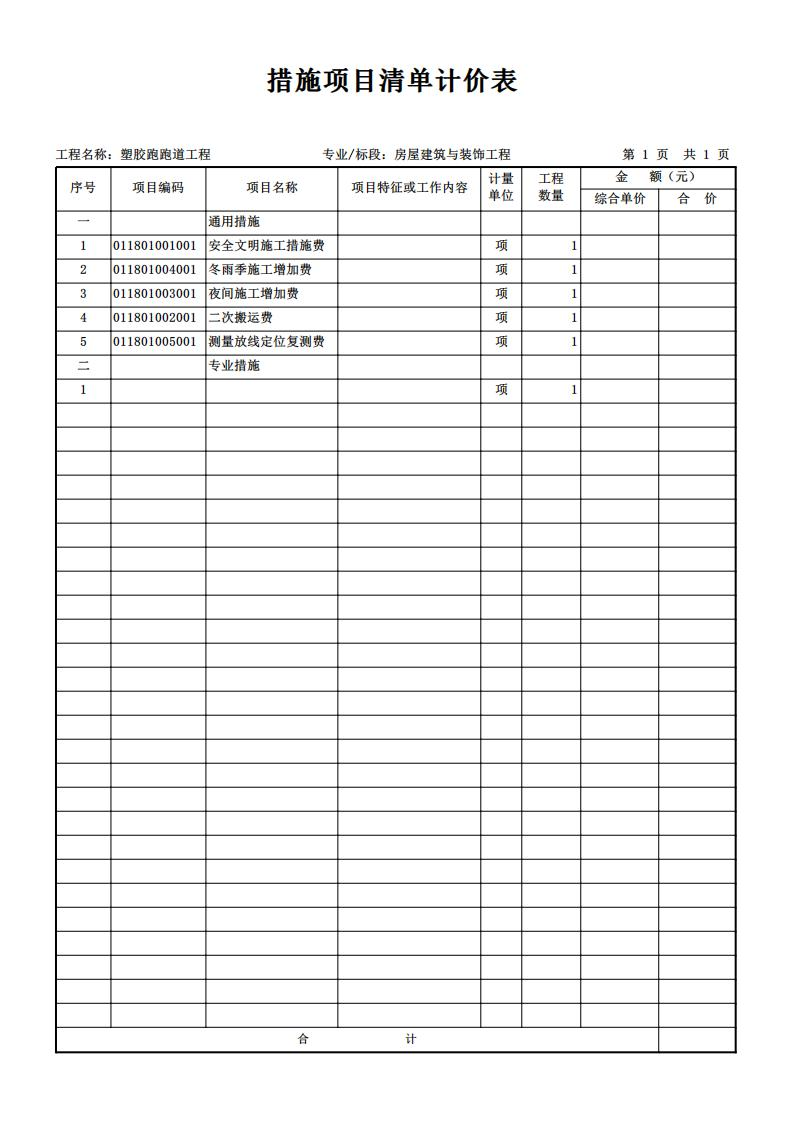 措施项目清单计价表
工程名称：塑胶跑跑道工程 专业/标段：房屋建筑与装饰工程 第 1 页 共 1 页
序号 项目编码 项目名称 项目特征或工作内容 计量单位 工程数量 金 额（元）
综合单价 合 价
一 通用措施
1 011801001001 安全文明施工措施费 项 1
2 011801004001 冬雨季施工增加费 项 1
3 011801003001 夜间施工增加费 项 1
4 011801002001 二次搬运费 项 1
5 011801005001 测量放线定位复测费 项 1
二 专业措施
1 项 1
合 计